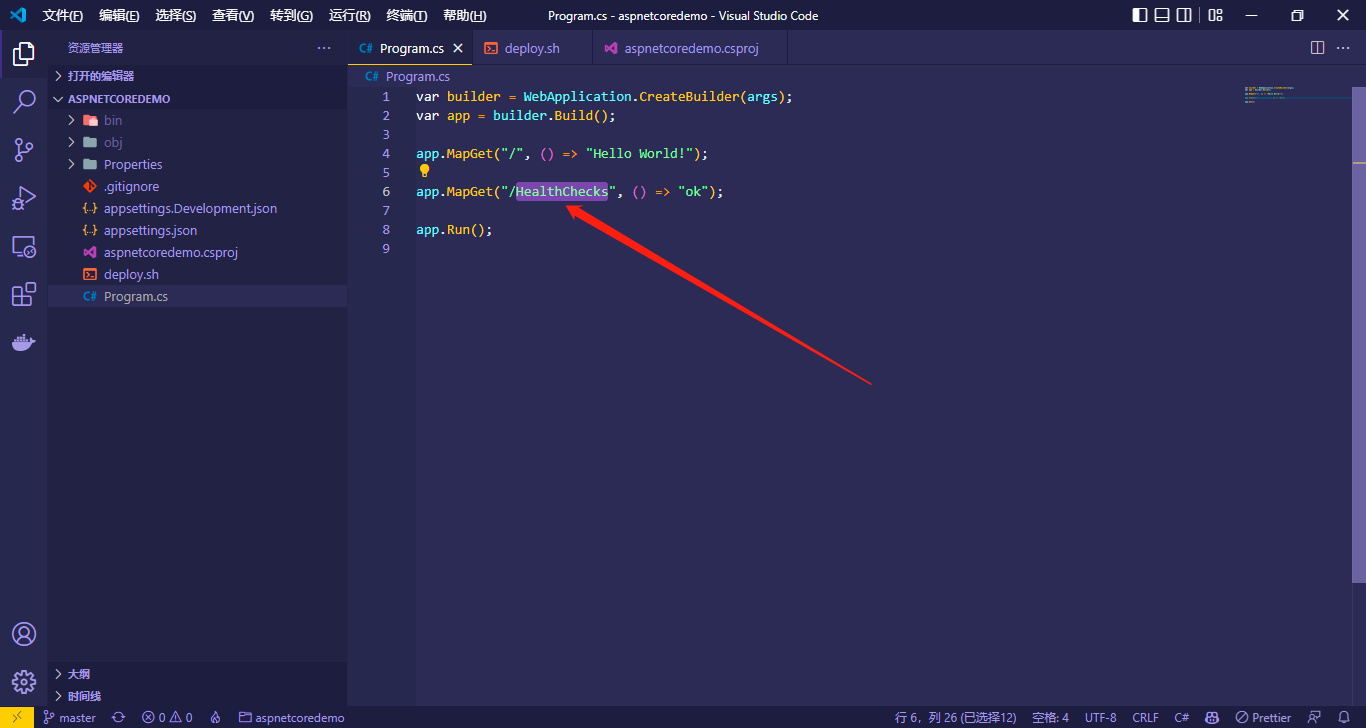 文件(F) 编辑(E) 选择(S) 查看(V) 转到(G) 运行(R) 终端(T) 帮助(H) Program.cs - aspnetcoredemo - Visual Studio Code
资源管理器 ···
打开的编辑器
ASPNETCOREDEMO
bin
obj
Properties
.gitignore
{..} appsettings.Development.json
{..} appsettings.json
aspnetcoredemo.csproj
deploy.sh
C# Program.cs
大纲
时间线
C# Program.cs deploy.sh aspnetcoredemo.csproj ···
C# Program.cs
1 var builder = WebApplication.CreateBuilder(args);
2 var app = builder.Build();
3
4 app.MapGet("/", () => "Hello World!");
5
6 app.MapGet("/HealthChecks", () => "ok");
7
8 app.Run();
9
master 0 0 aspnetcoredemo 行 6，列 26 (已选择12) 空格: 4 UTF-8 CRLF C# Prettier